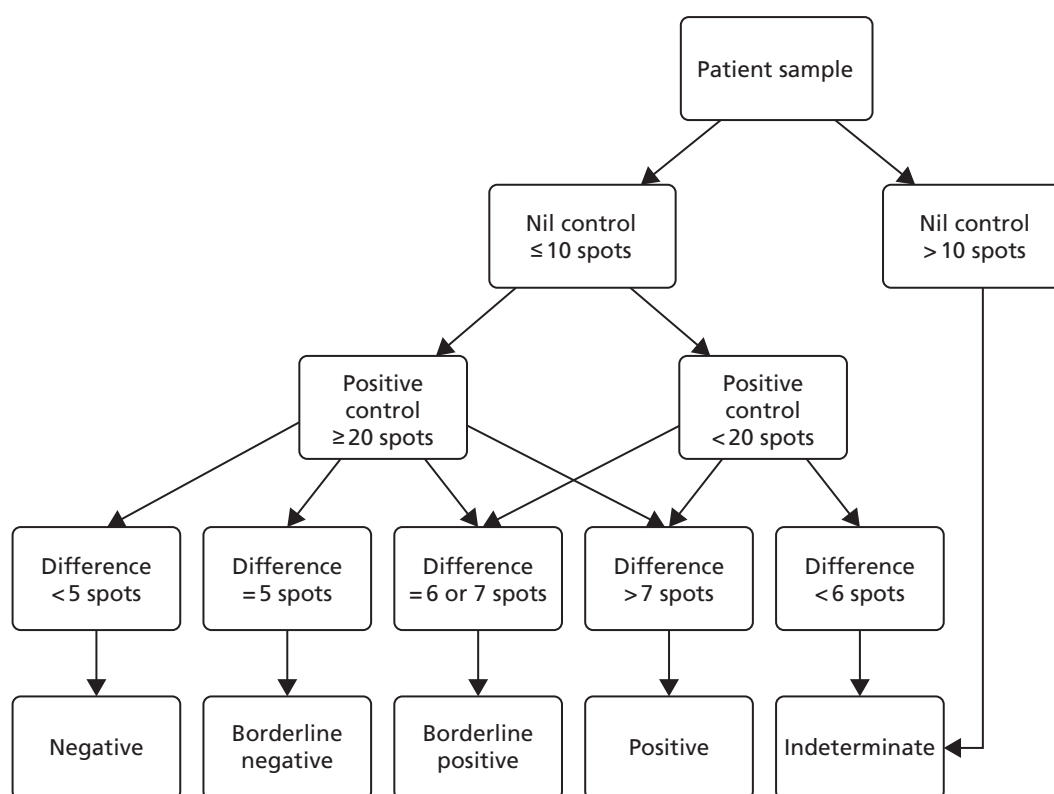 Patient sample
Nil control
≤ 10 spots
Nil control
> 10 spots
Positive
control
≥ 20 spots
Positive
control
< 20 spots
Difference
< 5 spots
Difference
= 5 spots
Difference
= 6 or 7 spots
Difference
> 7 spots
Difference
< 6 spots
Negative
Borderline
negative
Borderline
positive
Positive
Indeterminate